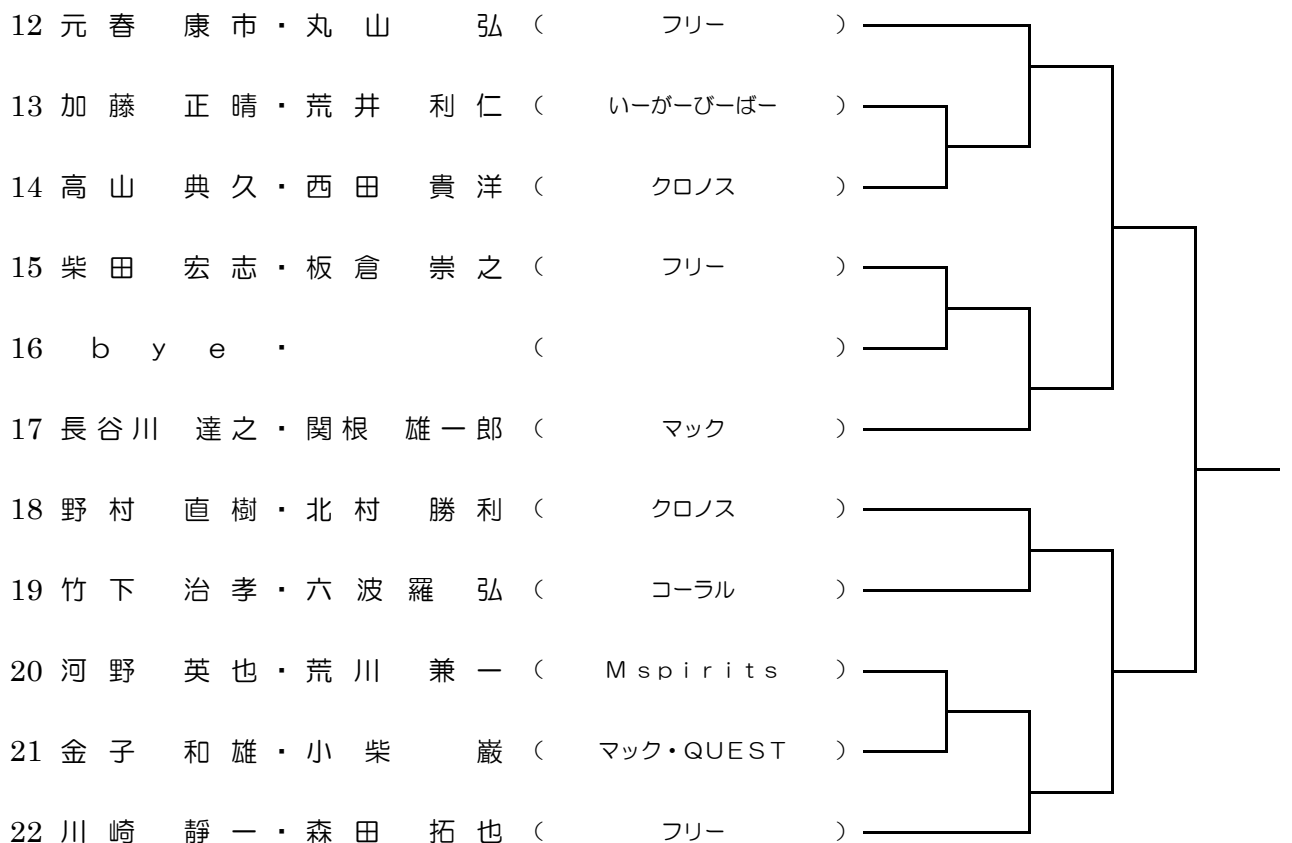 12 元春 康市・丸山 弘 ( フリー )
13 加藤 正晴・荒井 利仁 ( いーがーびーばー )
14 高山 典久・西田 貴洋 ( クロノス )
15 柴田 宏志・板倉 崇之 ( フリー )
16 bye ・ ( )
17 長谷川 達之・関根 雄一郎 ( マック )
18 野村 直樹・北村 勝利 ( クロノス )
19 竹下 治孝・六波羅 弘 ( コーラル )
20 河野 英也・荒川 兼一 ( Mspirits )
21 金子 和雄・小柴 巌 ( マック・QUEST )
22 川崎 靜一・森田 拓也 ( フリー )